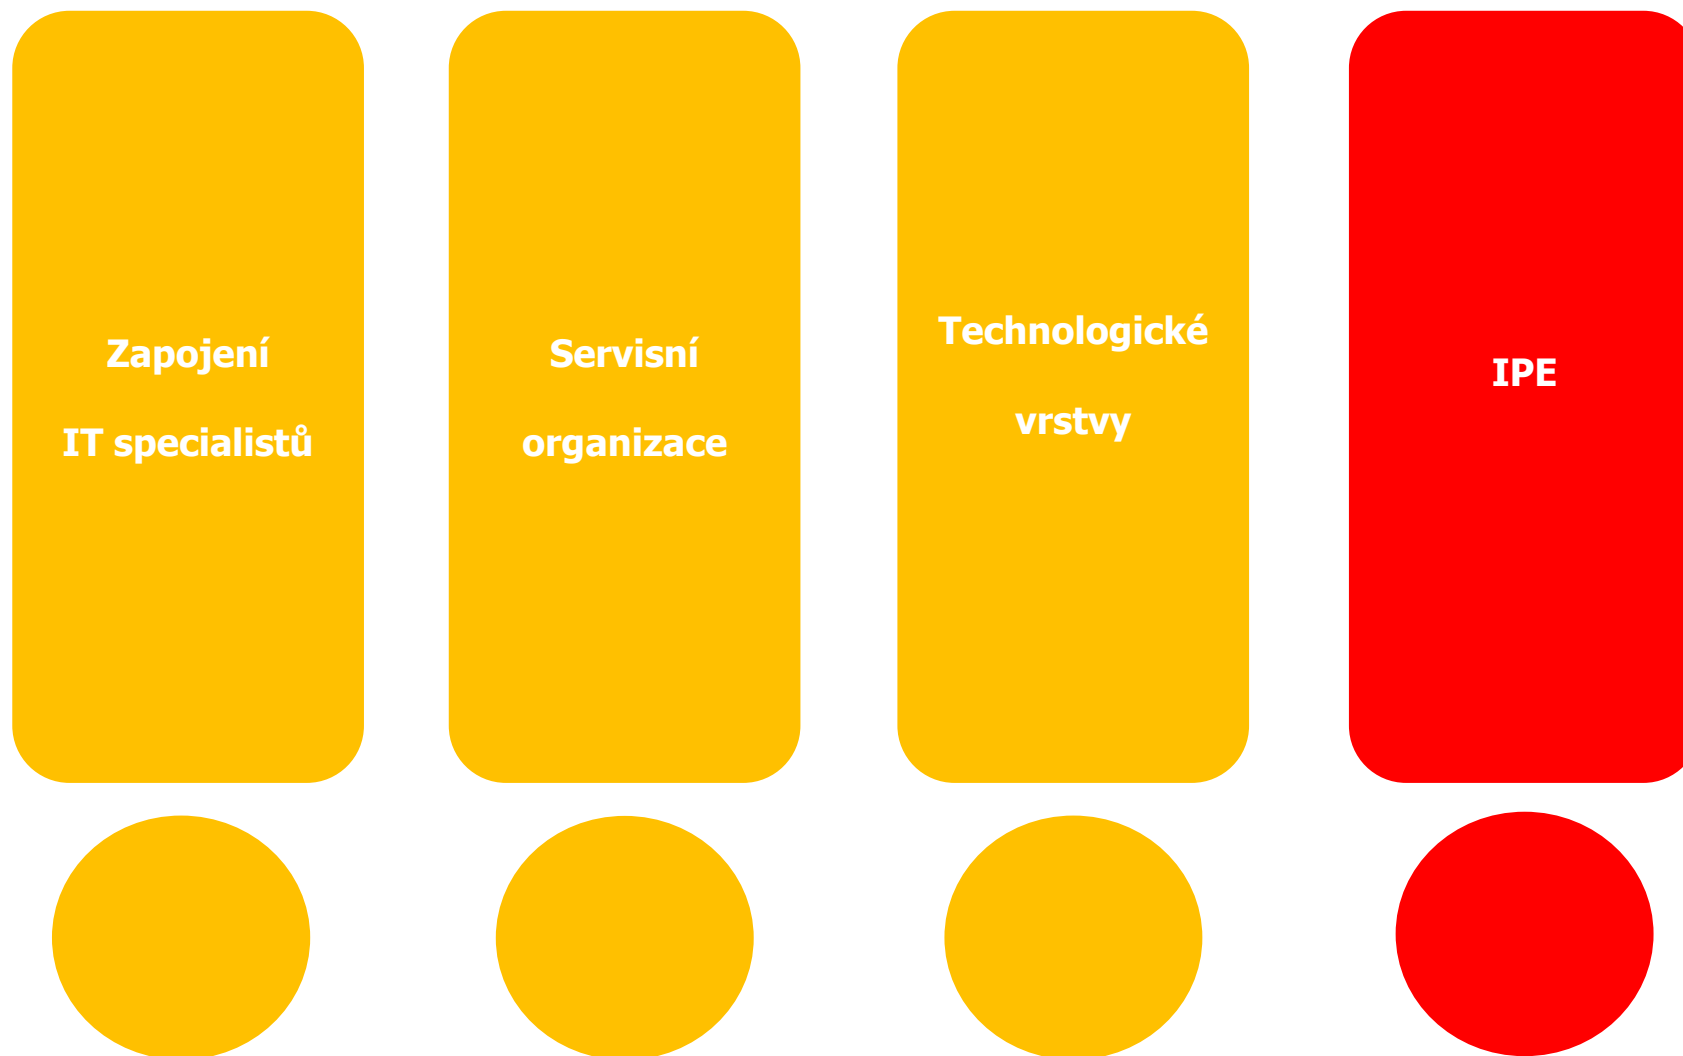 Zapojení
IT specialistů
Servisní
organizace
Technologické
vrstvy
IPE